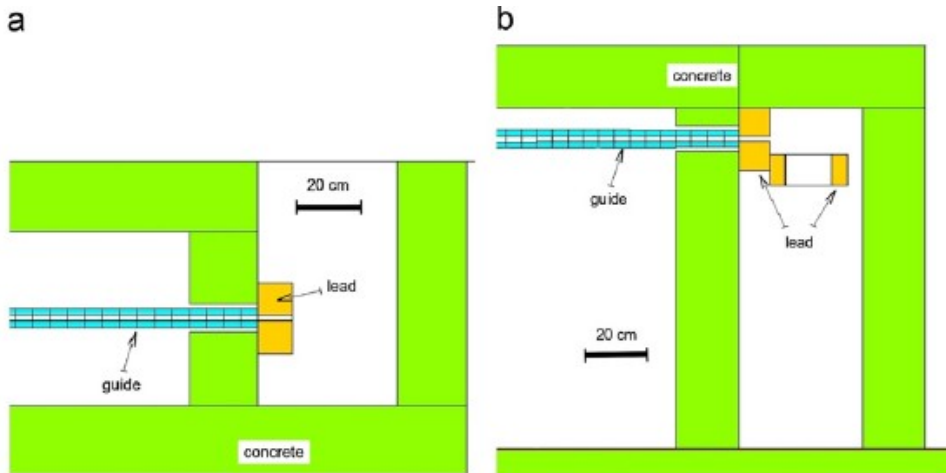 a
20 cm
lead
guide
concrete
b
concrete
guide
lead
20 cm